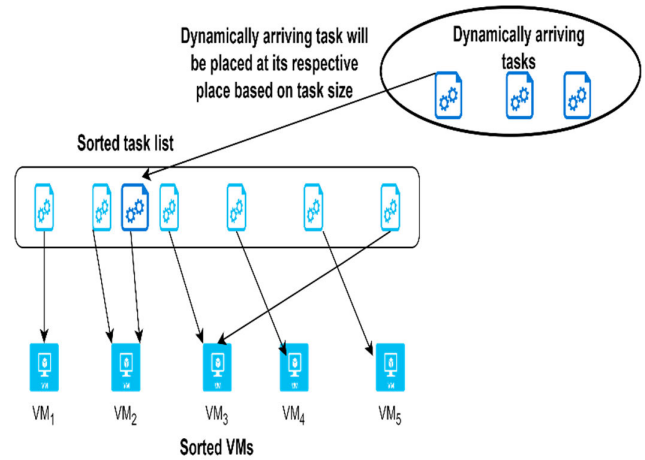 Dynamically arriving task will
be placed at its respective
place based on task size
Dynamically arriving
tasks
Sorted task list
VM₁
VM₂
VM₃
VM₄
VM₅
Sorted VMs